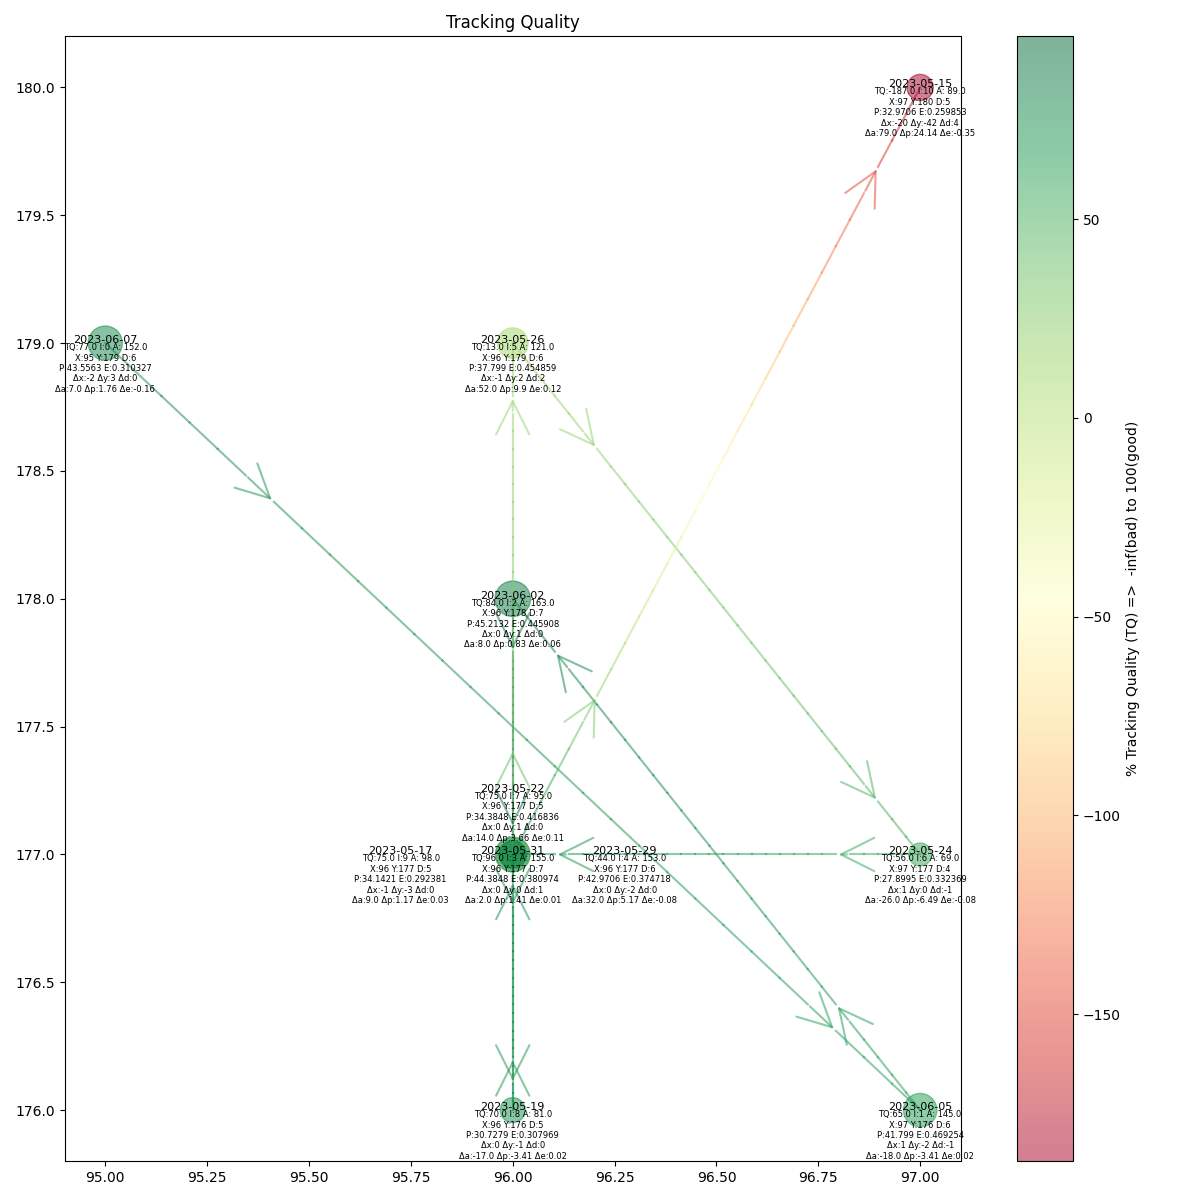 Tracking Quality
180.0
179.5
179.0
178.5
178.0
177.5
177.0
176.5
176.0
95.00
95.25
95.50
95.75
96.00
96.25
96.50
96.75
97.00
2023-05-15
TQ:-187.0 I:10 A: 89.0
X:97 Y:180 D:5
P:32.9706 E:0.259853
Δx:-20 Δy:-42 Δd:4
Δa:79.0 Δp:24.14 Δe:-0.35
2023-06-07
TQ:77.0 I:0 A: 152.0
X:95 Y:179 D:6
P:43.5563 E:0.310327
Δx:-2 Δy:3 Δd:0
Δa:7.0 Δp:1.76 Δe:-0.16
2023-05-26
TQ:13.0 I:5 A: 121.0
X:96 Y:179 D:6
P:37.799 E:0.454859
Δx:-1 Δy:2 Δd:2
Δa:52.0 Δp:9.9 Δe:0.12
2023-06-02
TQ:84.0 I:2 A: 163.0
X:96 Y:178 D:7
P:45.2132 E:0.445908
Δx:0 Δy:1 Δd:0
Δa:8.0 Δp:0.83 Δe:0.06
2023-05-22
TQ:75.0 I:7 A: 95.0
X:96 Y:177 D:5
P:34.3848 E:0.416836
Δx:0 Δy:1 Δd:0
Δa:14.0 Δp:3.66 Δe:0.11
2023-05-17
TQ:75.0 I:9 A: 98.0
X:96 Y:177 D:5
P:34.1421 E:0.292381
Δx:-1 Δy:-3 Δd:0
Δa:9.0 Δp:1.17 Δe:0.03
2023-05-31
TQ:96.0 I:3 A: 155.0
X:96 Y:177 D:7
P:44.3848 E:0.380974
Δx:0 Δy:0 Δd:1
Δa:2.0 Δp:1.41 Δe:0.01
2023-05-29
TQ:44.0 I:4 A: 153.0
X:96 Y:177 D:6
P:42.9706 E:0.374718
Δx:0 Δy:-2 Δd:0
Δa:32.0 Δp:5.17 Δe:-0.08
2023-05-24
TQ:56.0 I:6 A: 69.0
X:97 Y:177 D:4
P:27.8995 E:0.332369
Δx:1 Δy:0 Δd:-1
Δa:-26.0 Δp:-6.49 Δe:-0.08
2023-05-19
TQ:70.0 I:8 A: 81.0
X:96 Y:176 D:5
P:30.7279 E:0.307969
Δx:0 Δy:-1 Δd:0
Δa:-17.0 Δp:-3.41 Δe:0.02
2023-06-05
TQ:65.0 I:1 A: 145.0
X:97 Y:176 D:6
P:41.799 E:0.469254
Δx:1 Δy:-2 Δd:-1
Δa:-18.0 Δp:-3.41 Δe:0.02
50
0
−50
−100
−150
% Tracking Quality (TQ) => -inf(bad) to 100(good)